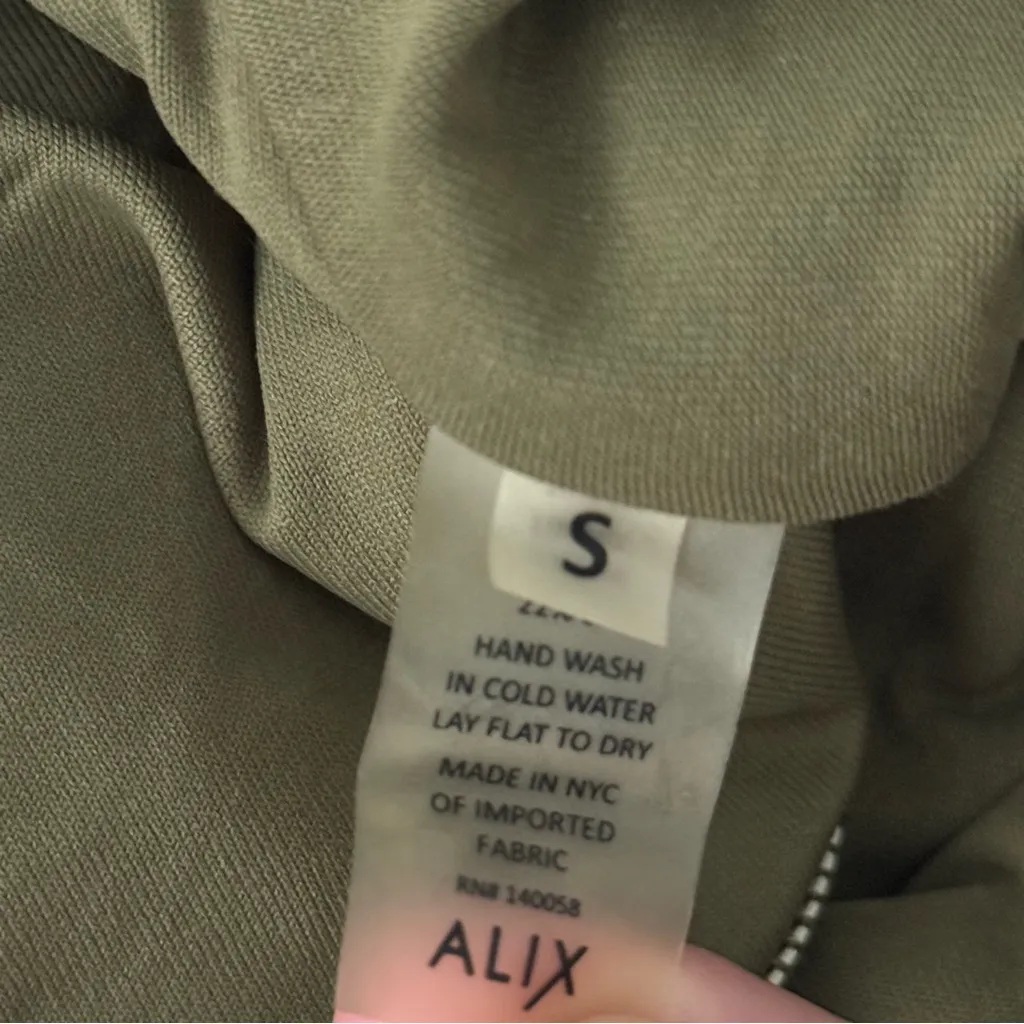 S
HAND WASH
IN COLD WATER
LAY FLAT TO DRY
MADE IN NYC
OF IMPORTED
FABRIC
RN# 140058
ALIX